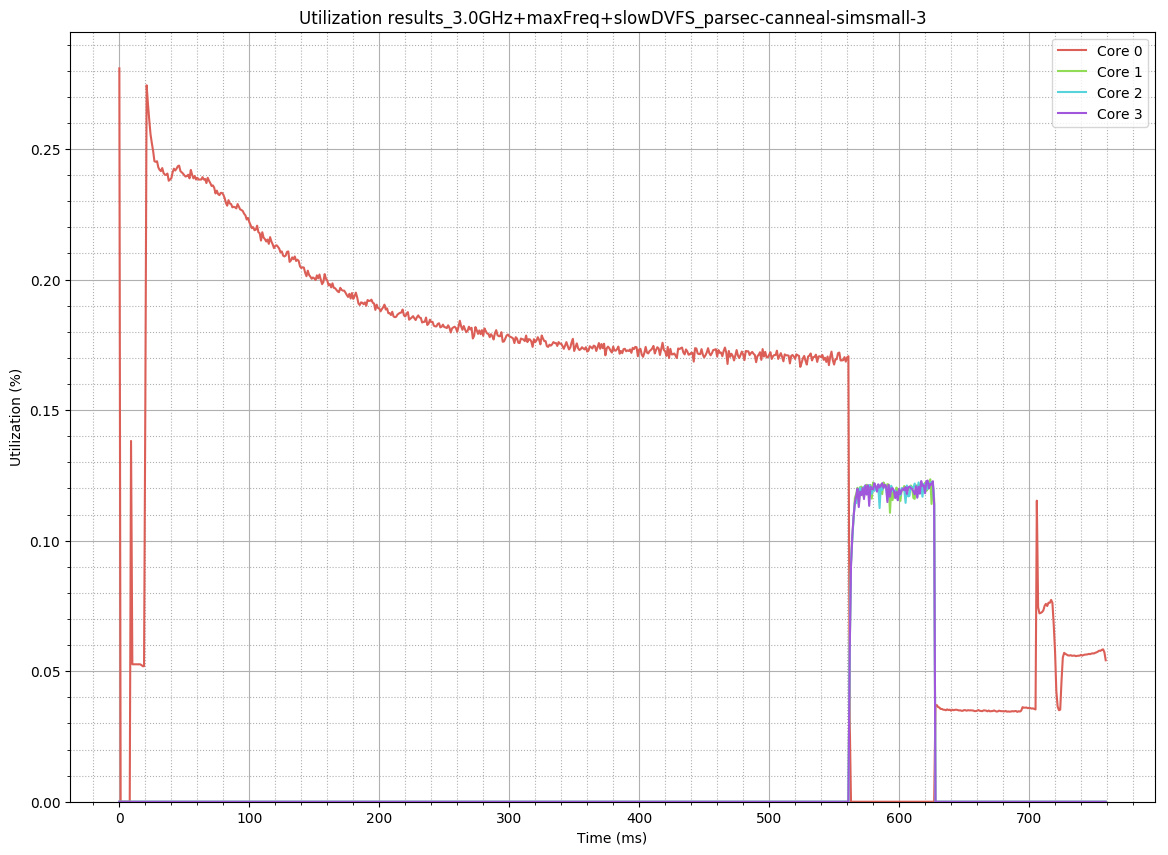 Utilization results_3.0GHz+maxFreq+slowDVFS_parsec-canneal-simsmall-3
Core 0
Core 1
Core 2
Core 3
Utilization (%)
0.25
0.20
0.15
0.10
0.05
0.00
0 100 200 300 400 500 600 700
Time (ms)